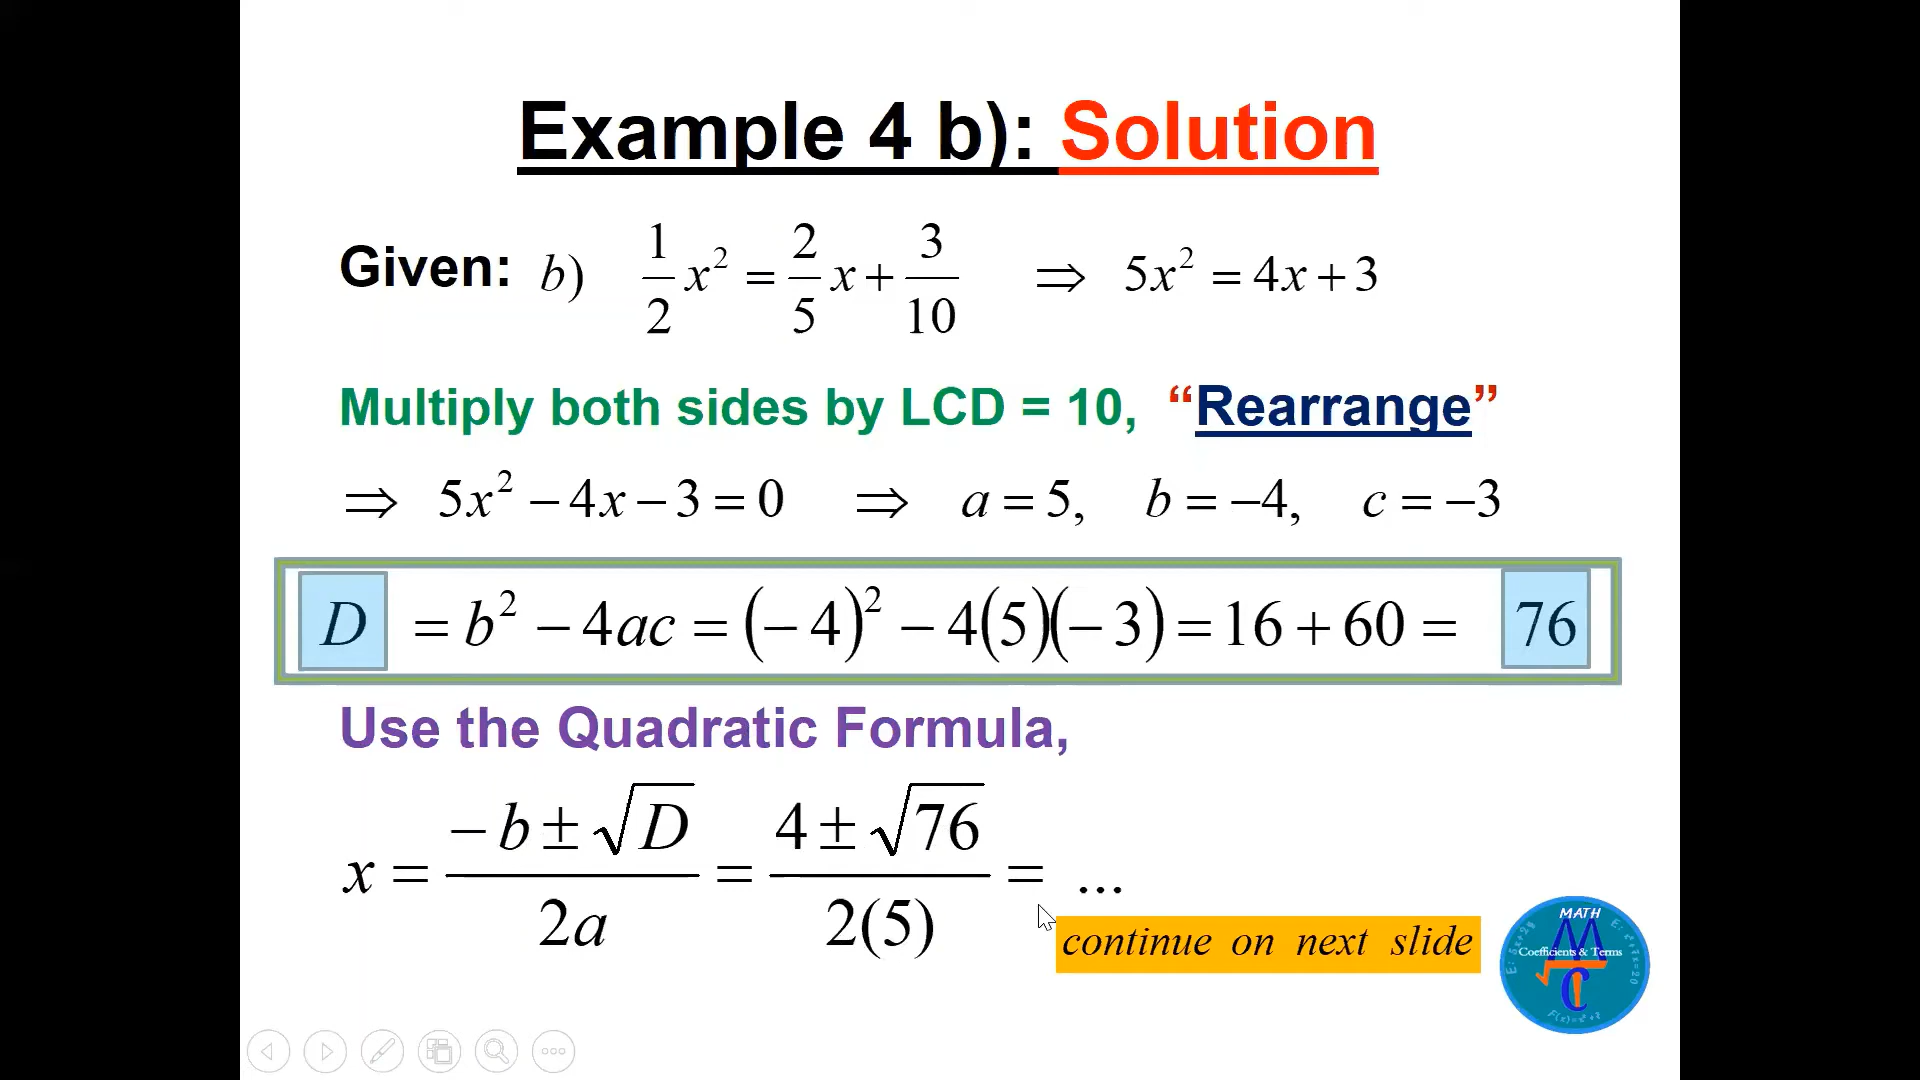 Example 4 b): Solution
Given: b) 1/2 x² = 2/5 x + 3/10 ⇒ 5x² = 4x + 3
Multiply both sides by LCD = 10, “Rearrange”
⇒ 5x² − 4x − 3 = 0 ⇒ a = 5, b = −4, c = −3
D = b² − 4ac = (− 4)² − 4(5)(− 3) = 16 + 60 = 76
Use the Quadratic Formula,
x = (− b ± √D)/(2a) = (4 ± √76)/(2(5)) = ...
continue on next slide
MATH
Coefficients & Terms